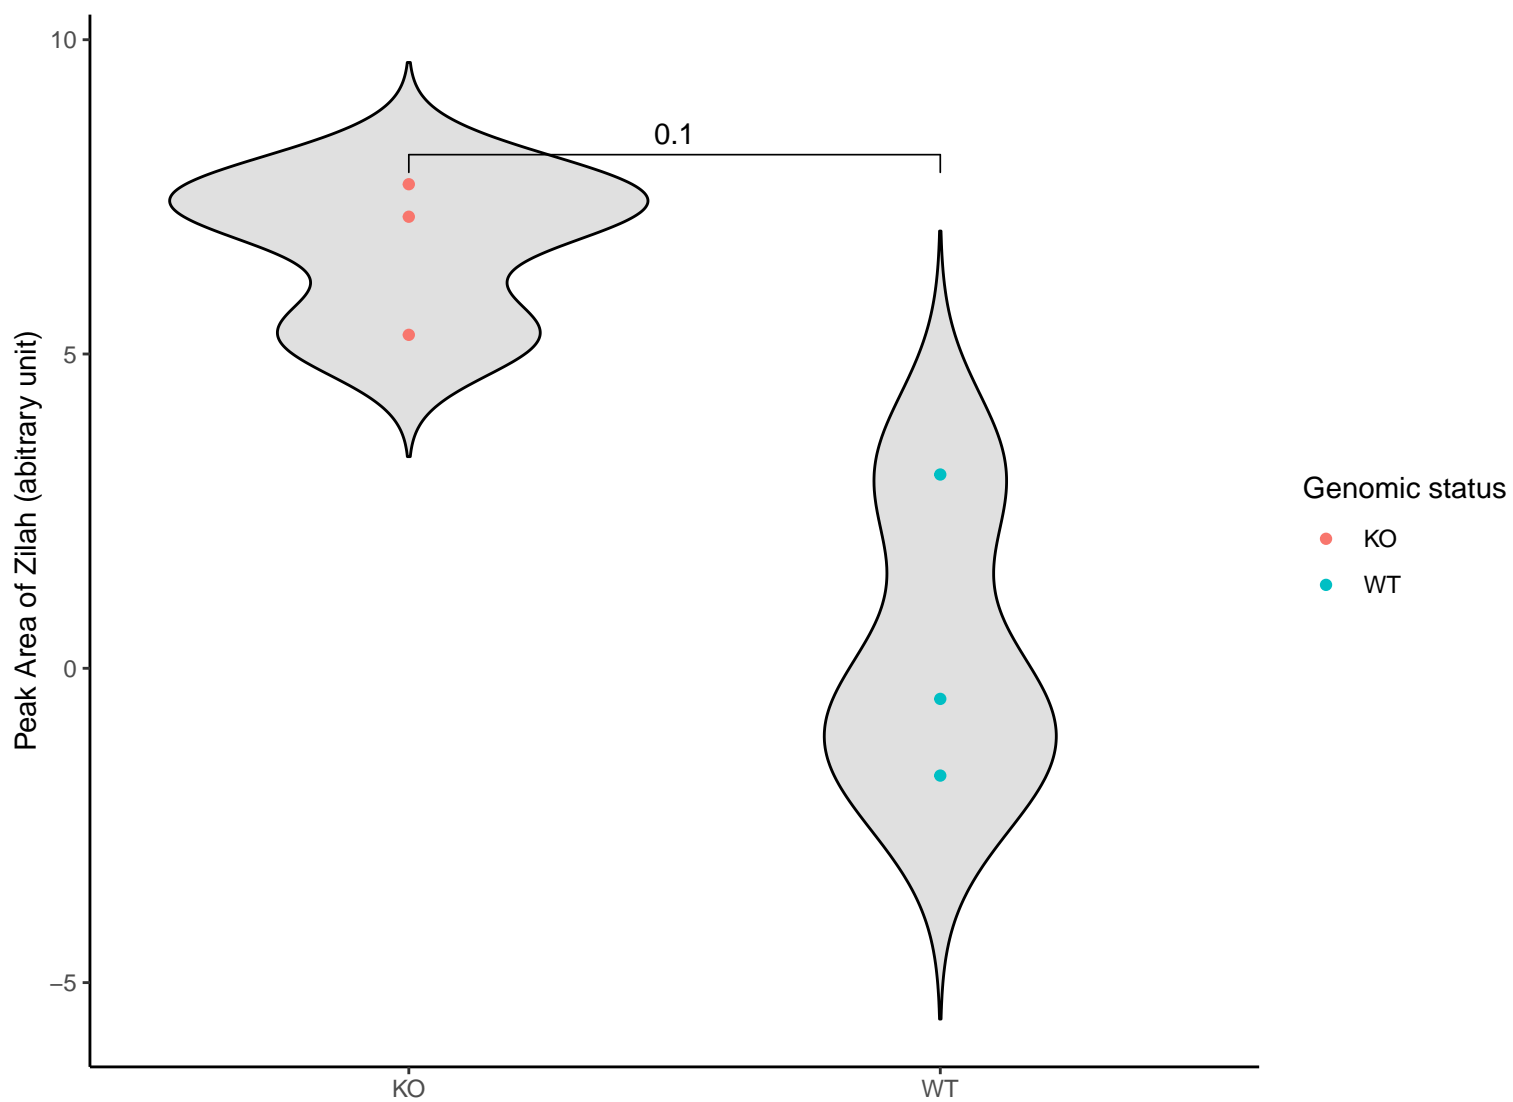 10
0.1
5
0
–5
Peak Area of Zilah (abitrary unit)
KO
WT
Genomic status
KO
WT